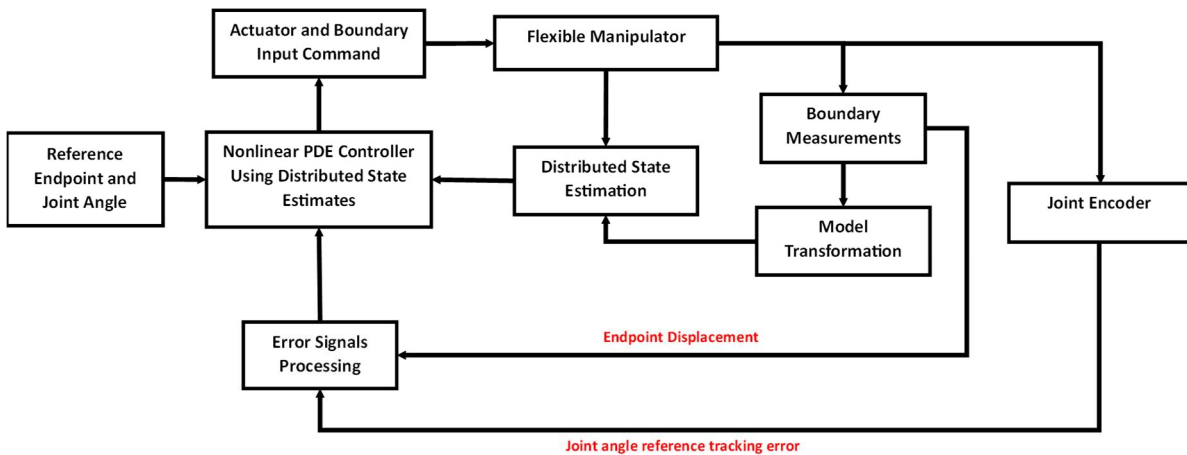 Actuator and Boundary
Input Command
Flexible Manipulator
Boundary
Measurements
Reference
Endpoint and
Joint Angle
Nonlinear PDE Controller
Using Distributed State
Estimates
Distributed State
Estimation
Joint Encoder
Model
Transformation
Error Signals
Processing
Endpoint Displacement
Joint angle reference tracking error